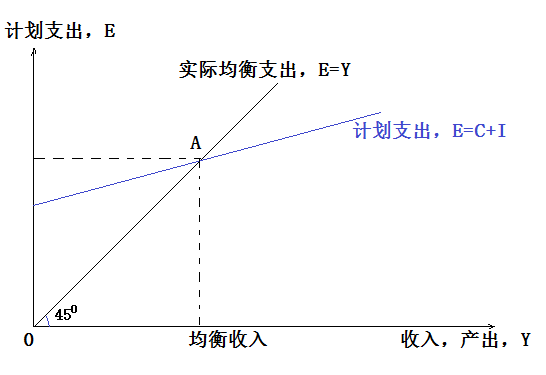 计划支出，E
实际均衡支出，E=Y
计划支出，E=C+I
A
45⁰
0
均衡收入
收入，产出，Y